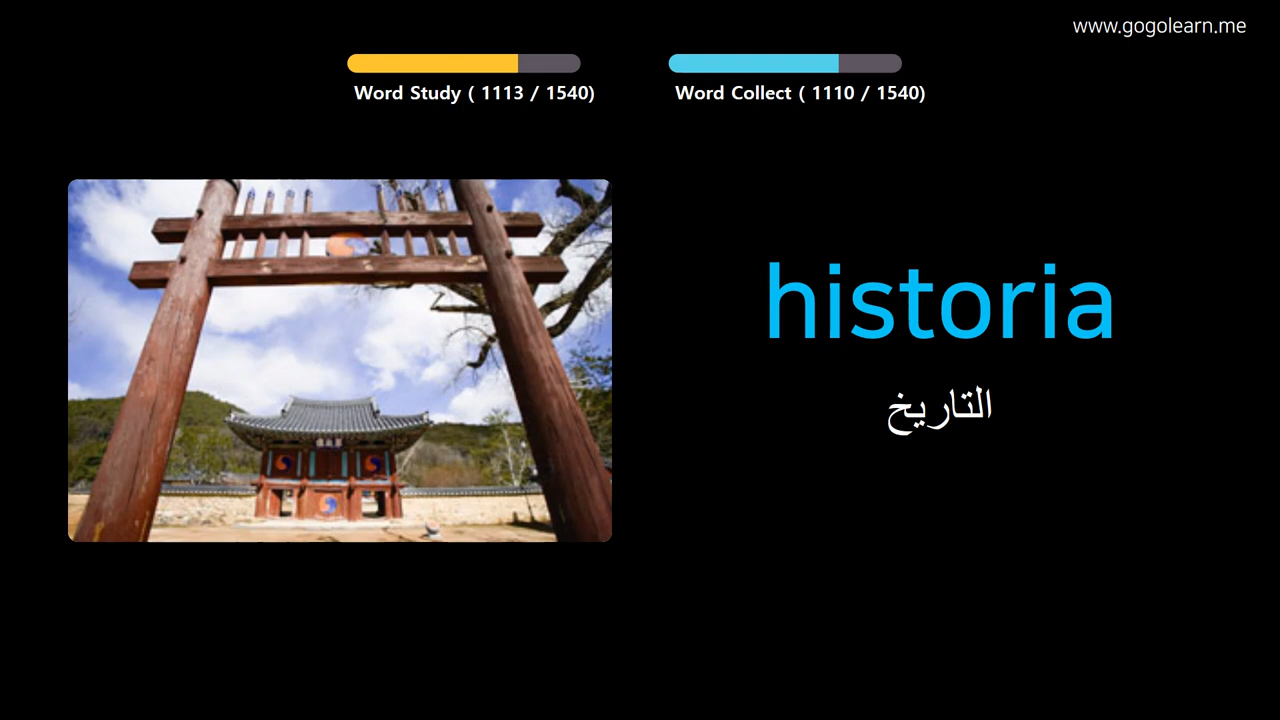 www.gogolearn.me
Word Study ( 1113 / 1540)
Word Collect ( 1110 / 1540)
historia
التاريخ